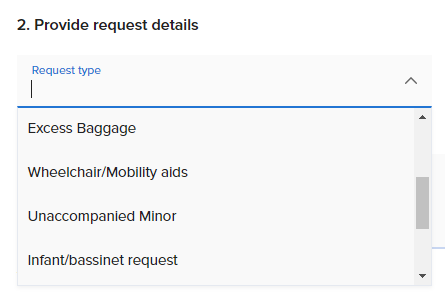 2. Provide request details
Request type
Excess Baggage
Wheelchair/Mobility aids
Unaccompanied Minor
Infant/bassinet request